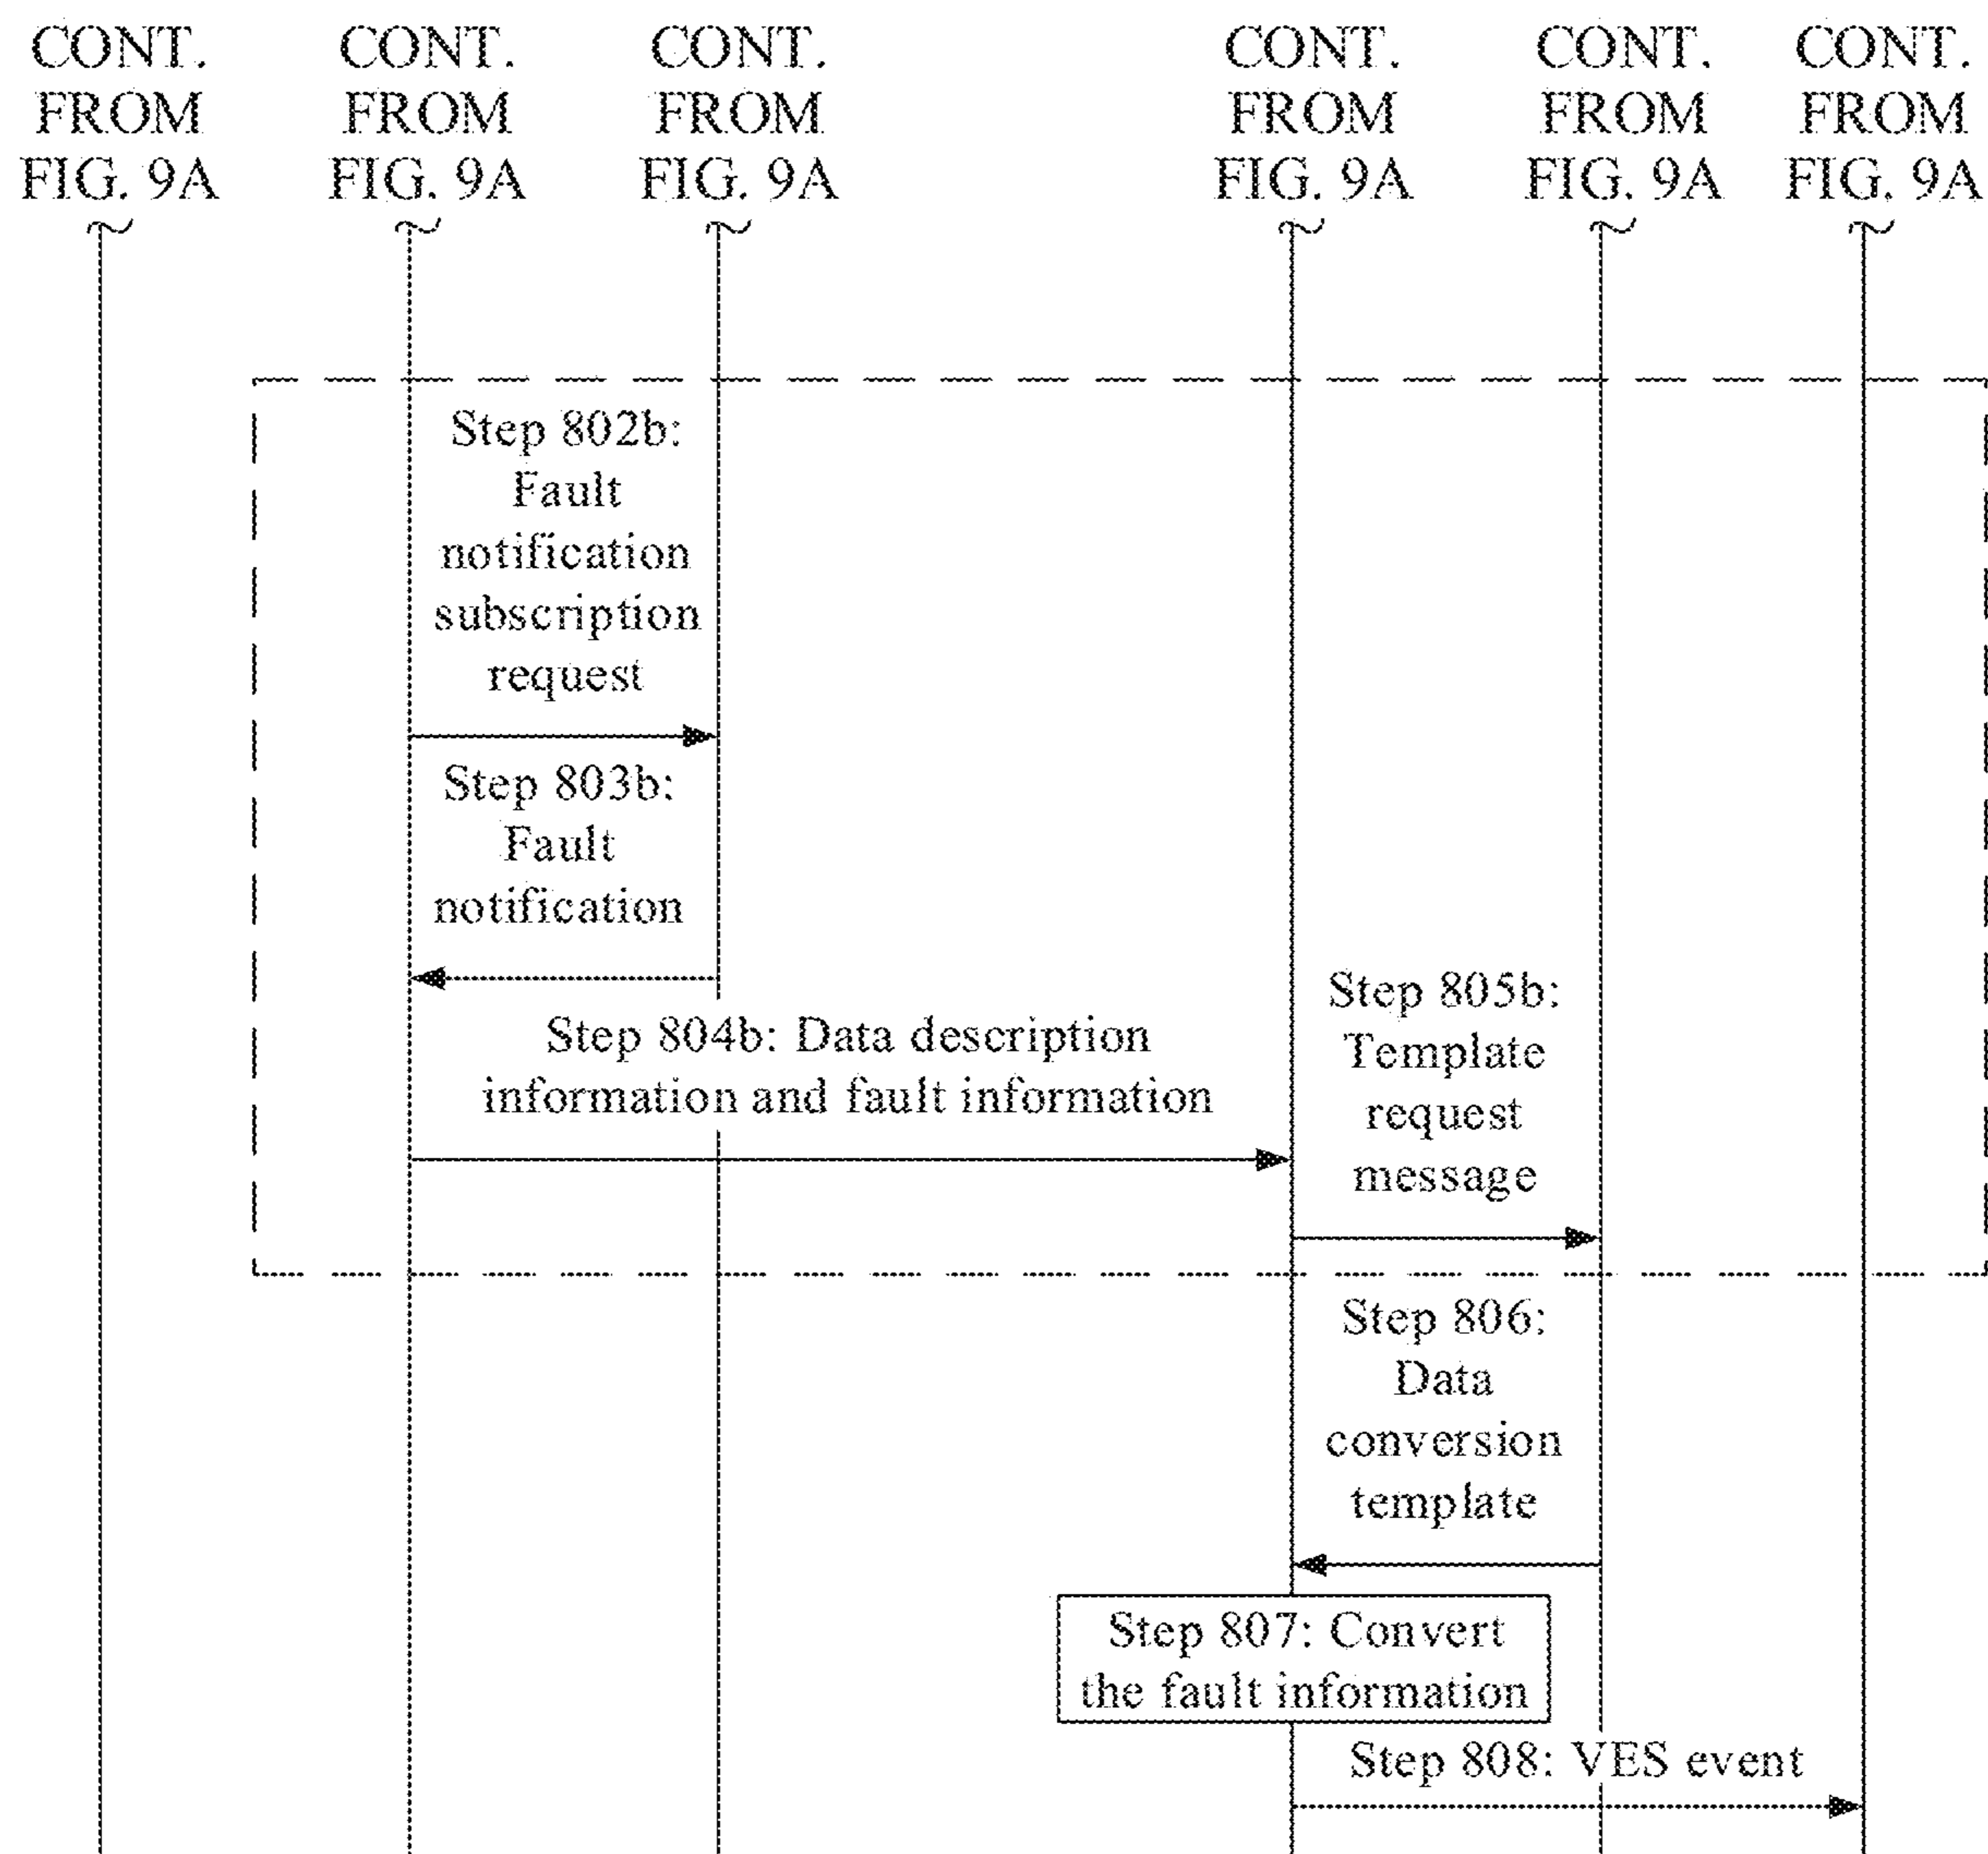 CONT.
FROM
FIG. 9A
CONT.
FROM
FIG. 9A
CONT.
FROM
FIG. 9A
CONT.
FROM
FIG. 9A
CONT.
FROM
FIG. 9A
CONT.
FROM
FIG. 9A
Step 802b:
Fault
notification
subscription
request
Step 803b:
Fault
notification
Step 804b: Data description
information and fault information
Step 805b:
Template
request
message
Step 806:
Data
conversion
template
Step 807: Convert
the fault information
Step 808: VES event